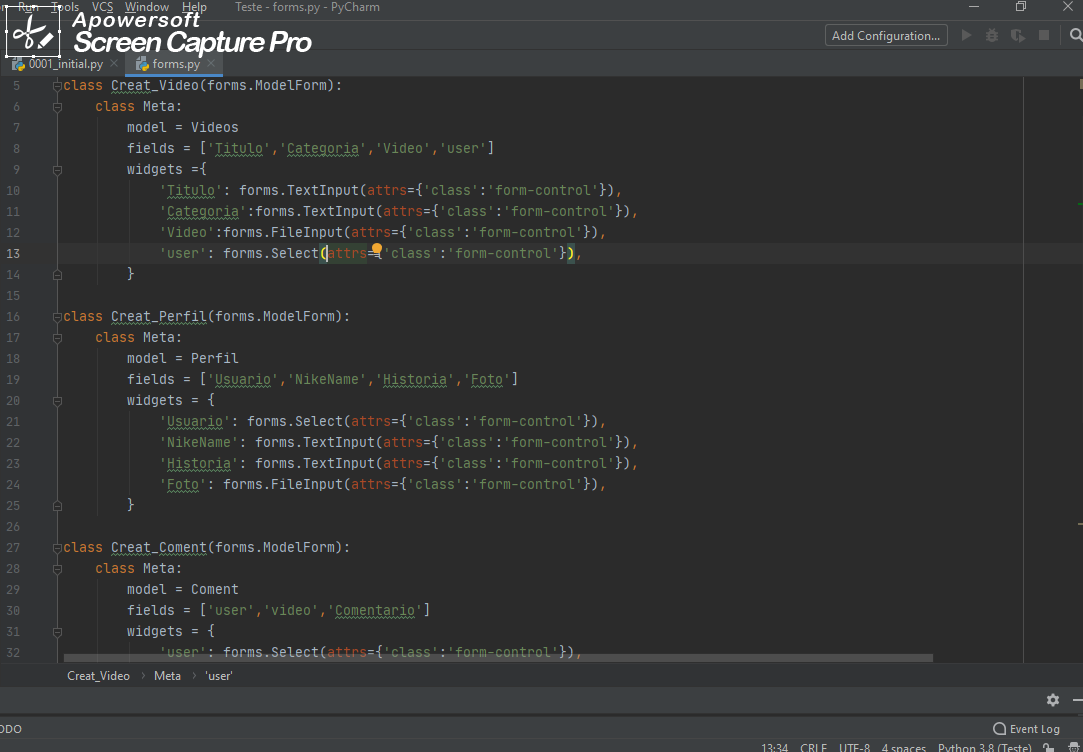 Run Tools VCS Window Help Teste - forms.py - PyCharm
Apowersoft
Screen Capture Pro
Add Configuration...
0001_initial.py forms.py
5 class Creat_Video(forms.ModelForm):
6 class Meta:
7 model = Videos
8 fields = ['Titulo','Categoria','Video','user']
9 widgets ={
10 'Titulo': forms.TextInput(attrs={'class':'form-control'}),
11 'Categoria':forms.TextInput(attrs={'class':'form-control'}),
12 'Video':forms.FileInput(attrs={'class':'form-control'}),
13 'user': forms.Select(attrs={'class':'form-control'}),
14 }
15
16 class Creat_Perfil(forms.ModelForm):
17 class Meta:
18 model = Perfil
19 fields = ['Usuario','NikeName','Historia','Foto']
20 widgets = {
21 'Usuario': forms.Select(attrs={'class':'form-control'}),
22 'NikeName': forms.TextInput(attrs={'class':'form-control'}),
23 'Historia': forms.TextInput(attrs={'class':'form-control'}),
24 'Foto': forms.FileInput(attrs={'class':'form-control'}),
25 }
26
27 class Creat_Coment(forms.ModelForm):
28 class Meta:
29 model = Coment
30 fields = ['user','video','Comentario']
31 widgets = {
32 'user': forms.Select(attrs={'class':'form-control'}),
Creat_Video › Meta › 'user'
ODO Event Log
13:34 CRLF UTF-8 4 spaces Python 3.8 (Teste)